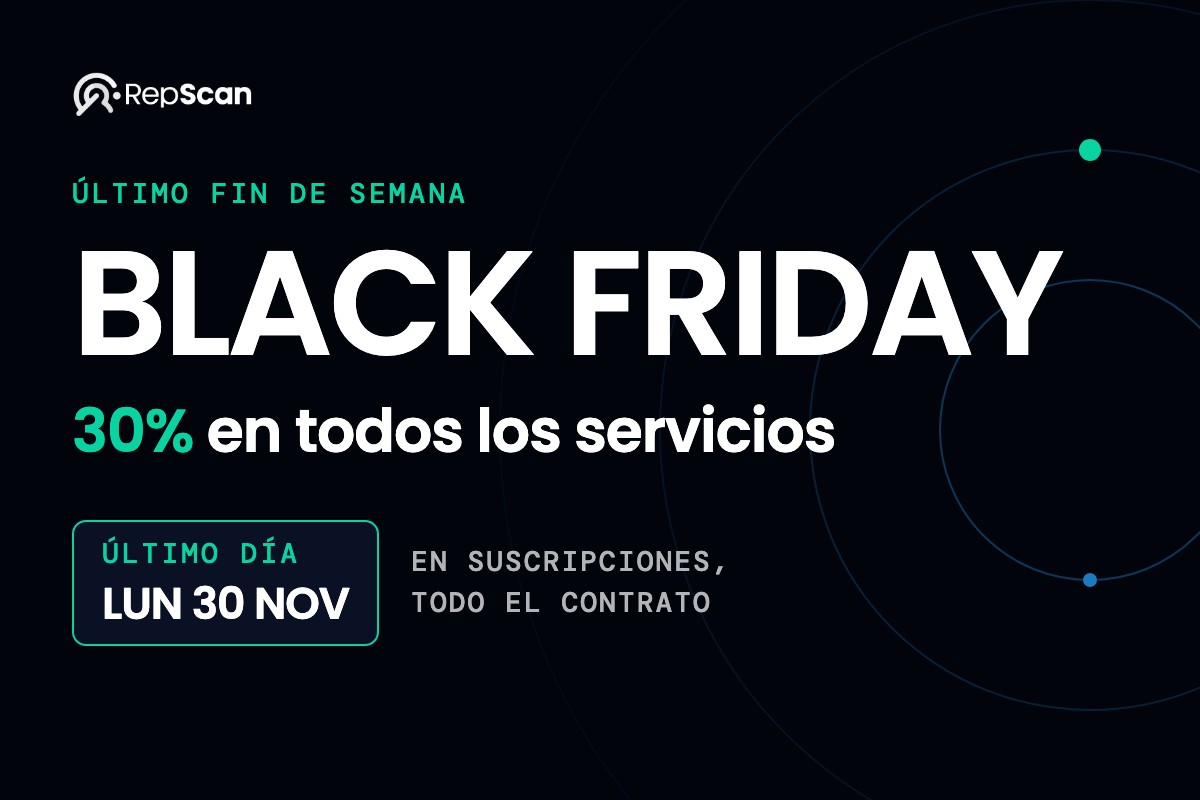 RepScan
ÚLTIMO FIN DE SEMANA
BLACK FRIDAY
30% en todos los servicios
ÚLTIMO DÍA
LUN 30 NOV
EN SUSCRIPCIONES,
TODO EL CONTRATO